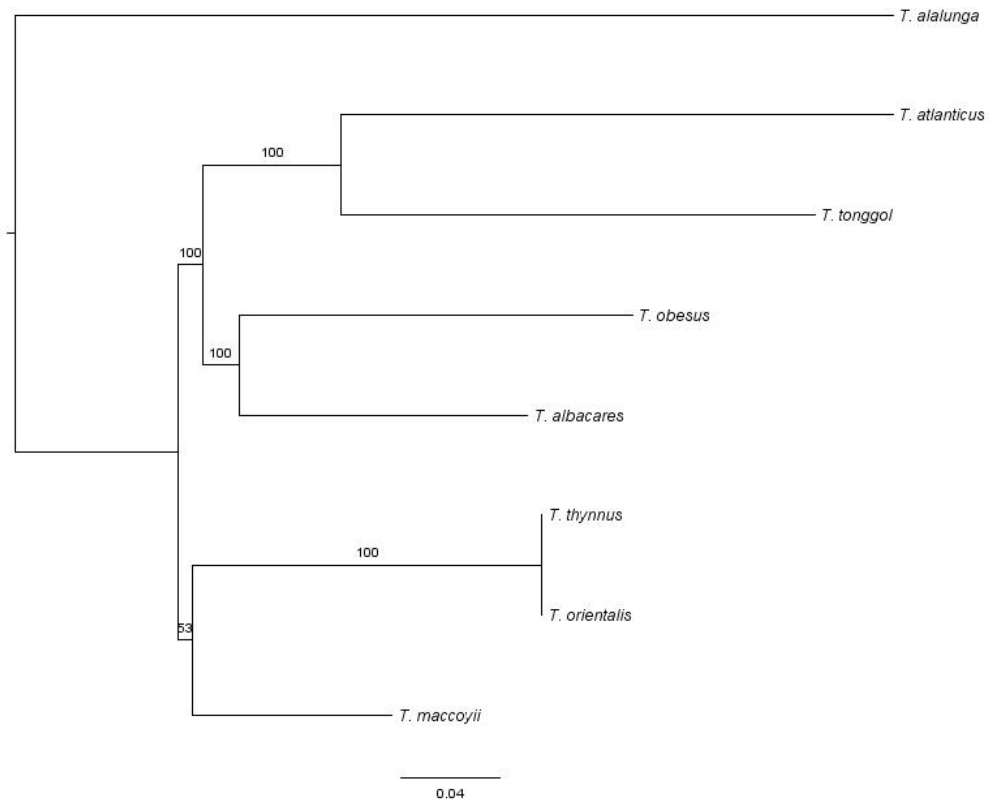 T. alalunga
T. atlanticus
100
T. tonggol
100
T. obesus
100
T. albacares
T. thynnus
100
T. orientalis
53
T. maccoyii
0.04